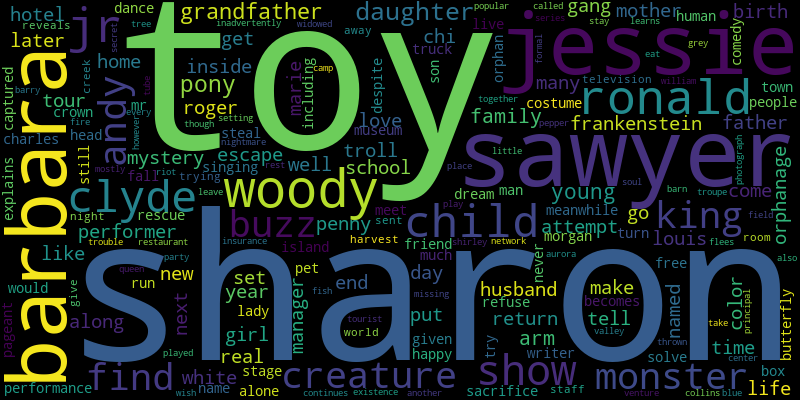 toy
sharon
barbara
jessie
sawyer
ronald
woody
buzz
clyde
child
king
creature
monster
show
find
jr
andy
grandfather
daughter
gang
mother
birth
hotel
dance
popular
called
series
stay
learns
human
tree
inadvertently
widowed
reveals
later
secret
get
away
live
grey
eat
comedy
chi
truck
orphan
formal
home
inside
pony
marie
including
camp
despite
son
many
television
william
town
people
captured
creek
barry
tour
mr
tube
roger
love
museum
family
costume
together
crown
fire
every
though
setting
steal
nightmare
frankenstein
father
charles
head
however
mystery
escape
well
troll
pepper
photograph
orphanage
explains
still
riot
trying
singing
rest
school
little
place
fall
mostly
dream
man
young
soul
barn
troupe
come
leave
meet
play
sent
penny
go
field
night
rescue
performer
attempt
meanwhile
louis
flees
like
trouble
restaurant
insurance
island
harvest
friend
shirley
network
morgan
turn
room
also
would
queen
party
pet
much
never
aurora
free
center
give
run
new
set
end
day
husband
make
year
fish
missing
refuse
becomes
named
color
principal
take
butterfly
pageant
along
next
lady
manager
put
tell
valley
girl
tourist
world
given
return
arm
thrown
time
played
real
happy
try
writer
solve
box
performance
white
stage
wish
name
alone
continues
existence
another
sacrifice
staff
venture
collins
blue
life